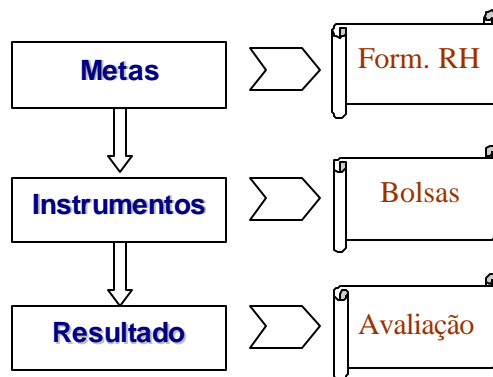 Metas
Form. RH
Instrumentos
Bolsas
Resultado
Avaliação